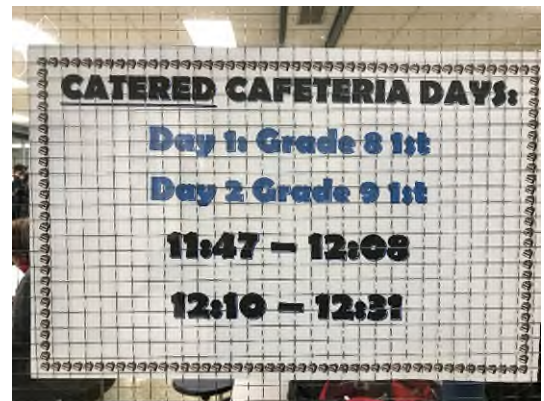 CATERED CAFETERIA DAYS:
Day 1: Grade 8 1st
Day 2 Grade 9 1st
11:47 – 12:08
12:10 – 12:31